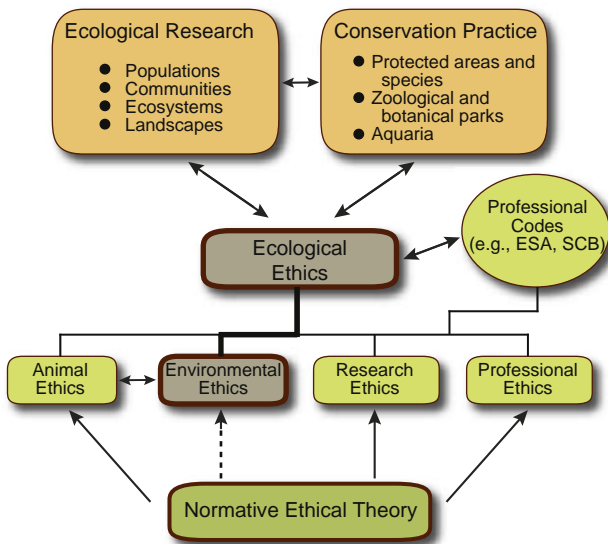 Ecological Research
● Populations
● Communities
● Ecosystems
● Landscapes
Conservation Practice
● Protected areas and
species
● Zoological and
botanical parks
● Aquaria
Ecological
Ethics
Professional
Codes
(e.g., ESA, SCB)
Animal
Ethics
Environmental
Ethics
Research
Ethics
Professional
Ethics
Normative Ethical Theory